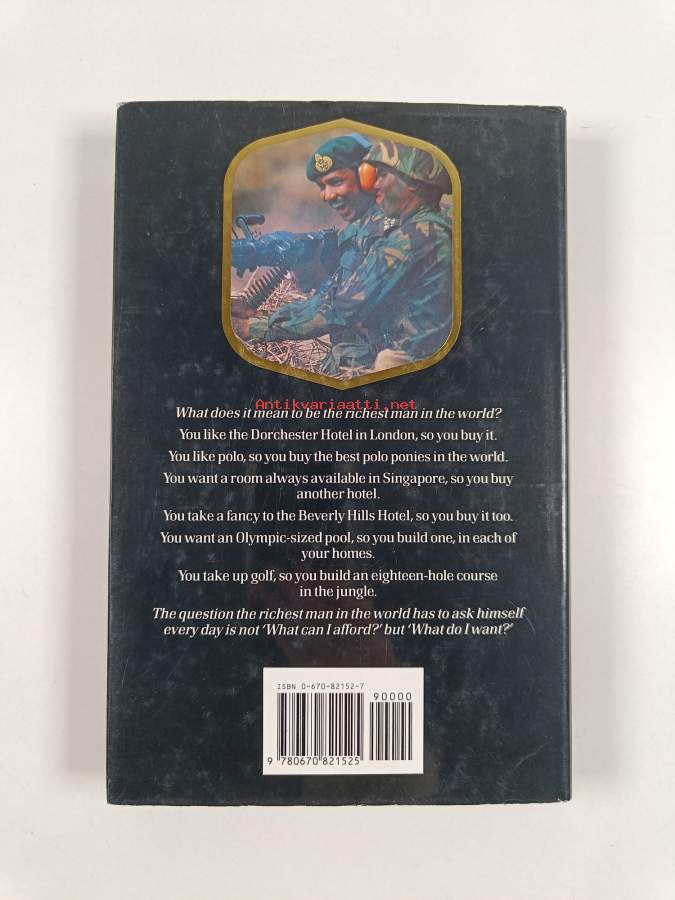 Antikvariaatti.net
What does it mean to be the richest man in the world?
You like the Dorchester Hotel in London, so you buy it.
You like polo, so you buy the best polo ponies in the world.
You want a room always available in Singapore, so you buy
another hotel.
You take a fancy to the Beverly Hills Hotel, so you buy it too.
You want an Olympic-sized pool, so you build one, in each of
your homes.
You take up golf, so you build an eighteen-hole course
in the jungle.
The question the richest man in the world has to ask himself
every day is not ‘What can I afford?’ but ‘What do I want?’
ISBN 0-670-82152-7
90000
9 780670 821525